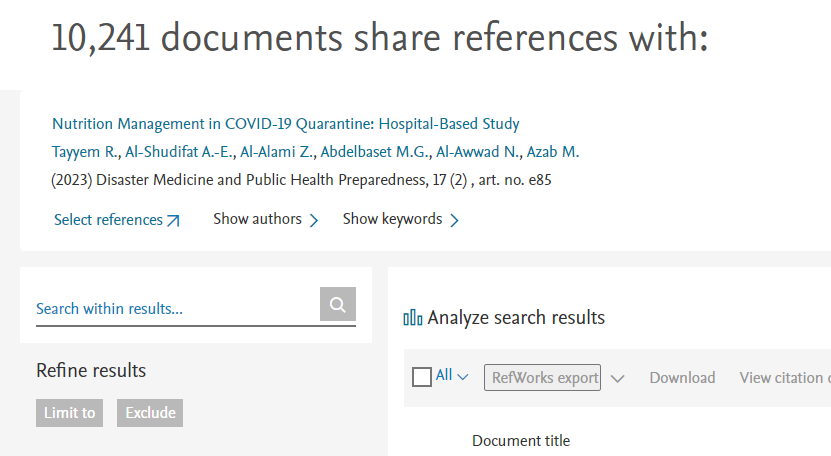 10,241 documents share references with:
Nutrition Management in COVID-19 Quarantine: Hospital-Based Study
Tayyem R., Al-Shudifat A.-E., Al-Alami Z., Abdelbaset M.G., Al-Awwad N., Azab M.
(2023) Disaster Medicine and Public Health Preparedness, 17 (2) , art. no. e85
Select references Show authors Show keywords
Search within results...
Analyze search results
Refine results
All RefWorks export Download View citation
Limit to Exclude
Document title